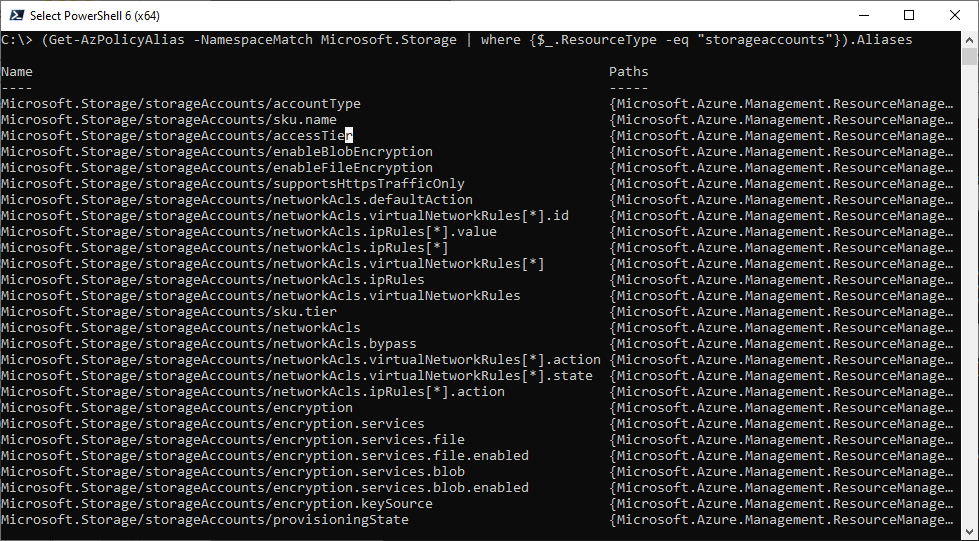 Select PowerShell 6 (x64)
C:\> (Get-AzPolicyAlias -NamespaceMatch Microsoft.Storage | where {$_.ResourceType -eq "storageaccounts"}).Aliases
Name Paths
---- -----
Microsoft.Storage/storageAccounts/accountType {Microsoft.Azure.Management.ResourceManage…
Microsoft.Storage/storageAccounts/sku.name {Microsoft.Azure.Management.ResourceManage…
Microsoft.Storage/storageAccounts/accessTier {Microsoft.Azure.Management.ResourceManage…
Microsoft.Storage/storageAccounts/enableBlobEncryption {Microsoft.Azure.Management.ResourceManage…
Microsoft.Storage/storageAccounts/enableFileEncryption {Microsoft.Azure.Management.ResourceManage…
Microsoft.Storage/storageAccounts/supportsHttpsTrafficOnly {Microsoft.Azure.Management.ResourceManage…
Microsoft.Storage/storageAccounts/networkAcls.defaultAction {Microsoft.Azure.Management.ResourceManage…
Microsoft.Storage/storageAccounts/networkAcls.virtualNetworkRules[*].id {Microsoft.Azure.Management.ResourceManage…
Microsoft.Storage/storageAccounts/networkAcls.ipRules[*].value {Microsoft.Azure.Management.ResourceManage…
Microsoft.Storage/storageAccounts/networkAcls.ipRules[*] {Microsoft.Azure.Management.ResourceManage…
Microsoft.Storage/storageAccounts/networkAcls.virtualNetworkRules[*] {Microsoft.Azure.Management.ResourceManage…
Microsoft.Storage/storageAccounts/networkAcls.ipRules {Microsoft.Azure.Management.ResourceManage…
Microsoft.Storage/storageAccounts/networkAcls.virtualNetworkRules {Microsoft.Azure.Management.ResourceManage…
Microsoft.Storage/storageAccounts/sku.tier {Microsoft.Azure.Management.ResourceManage…
Microsoft.Storage/storageAccounts/networkAcls {Microsoft.Azure.Management.ResourceManage…
Microsoft.Storage/storageAccounts/networkAcls.bypass {Microsoft.Azure.Management.ResourceManage…
Microsoft.Storage/storageAccounts/networkAcls.virtualNetworkRules[*].action {Microsoft.Azure.Management.ResourceManage…
Microsoft.Storage/storageAccounts/networkAcls.virtualNetworkRules[*].state {Microsoft.Azure.Management.ResourceManage…
Microsoft.Storage/storageAccounts/networkAcls.ipRules[*].action {Microsoft.Azure.Management.ResourceManage…
Microsoft.Storage/storageAccounts/encryption {Microsoft.Azure.Management.ResourceManage…
Microsoft.Storage/storageAccounts/encryption.services {Microsoft.Azure.Management.ResourceManage…
Microsoft.Storage/storageAccounts/encryption.services.file {Microsoft.Azure.Management.ResourceManage…
Microsoft.Storage/storageAccounts/encryption.services.file.enabled {Microsoft.Azure.Management.ResourceManage…
Microsoft.Storage/storageAccounts/encryption.services.blob {Microsoft.Azure.Management.ResourceManage…
Microsoft.Storage/storageAccounts/encryption.services.blob.enabled {Microsoft.Azure.Management.ResourceManage…
Microsoft.Storage/storageAccounts/encryption.keySource {Microsoft.Azure.Management.ResourceManage…
Microsoft.Storage/storageAccounts/provisioningState {Microsoft.Azure.Management.ResourceManage…